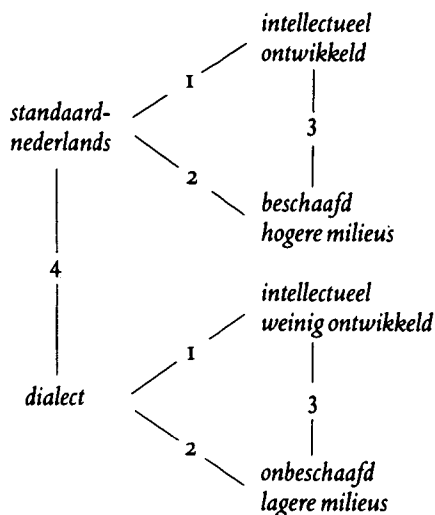 intellectueel
ontwikkeld
1
standaard-
nederlands
3
2
beschaafd
hogere milieus
4
intellectueel
weinig ontwikkeld
1
dialect
3
2
onbeschaafd
lagere milieus